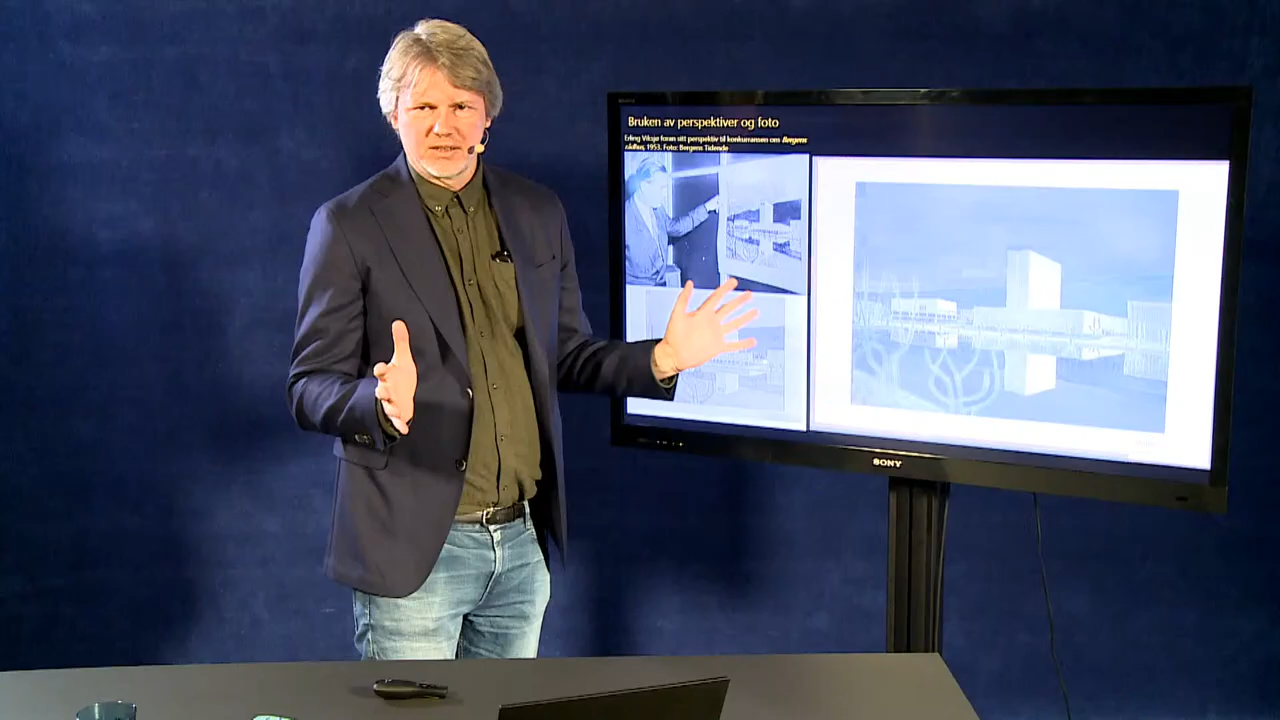 Bruken av perspektiver og foto
Erling Viksjø foran sitt perspektiv til konkurransen om Bergens
rådhus, 1953. Foto: Bergens Tidende
SONY